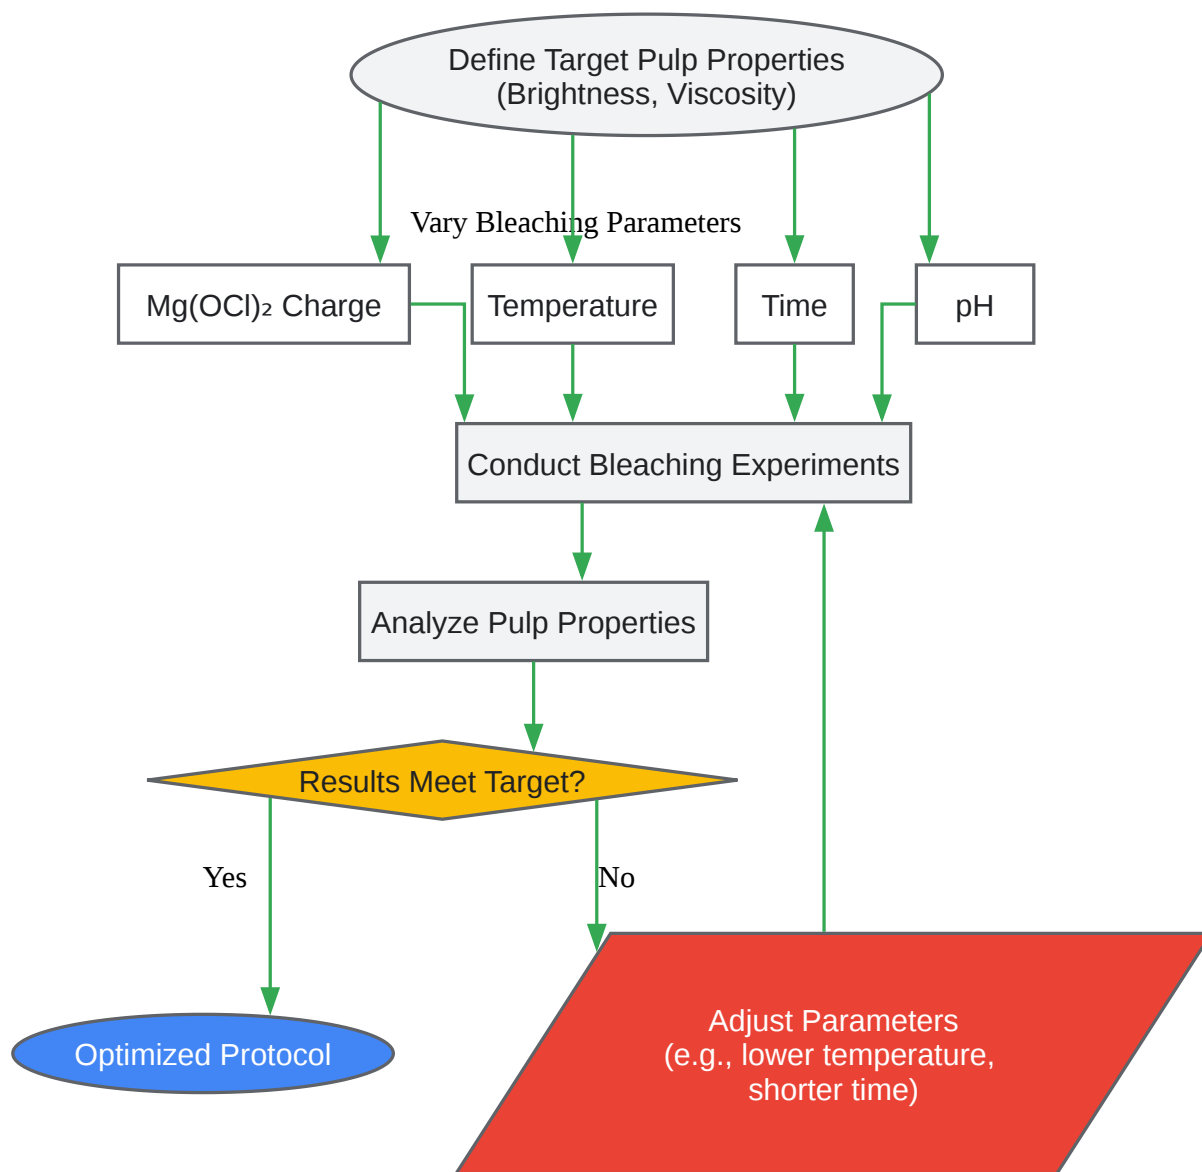 Define Target Pulp Properties
(Brightness, Viscosity)
Vary Bleaching Parameters
Mg(OCl)₂ Charge
Temperature
Time
pH
Conduct Bleaching Experiments
Analyze Pulp Properties
Results Meet Target?
Yes
No
Adjust Parameters
(e.g., lower temperature,
shorter time)
Optimized Protocol